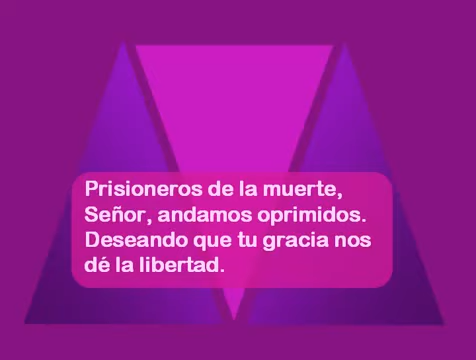 Prisioneros de la muerte,
Señor, andamos oprimidos.
Deseando que tu gracia nos
dé la libertad.